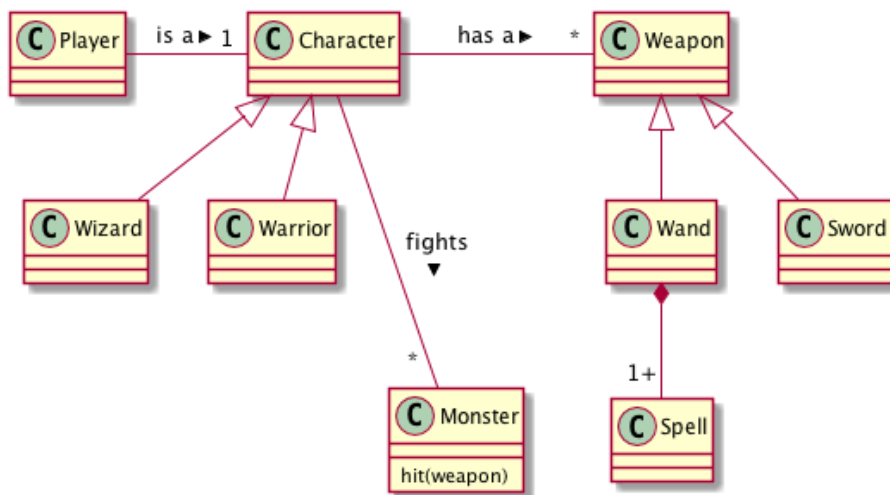 C Player
is a▶ 1
C Character
has a▶ *
C Weapon
C Wizard
C Warrior
fights
▼
C Wand
C Sword
*
1+
C Monster
hit(weapon)
C Spell